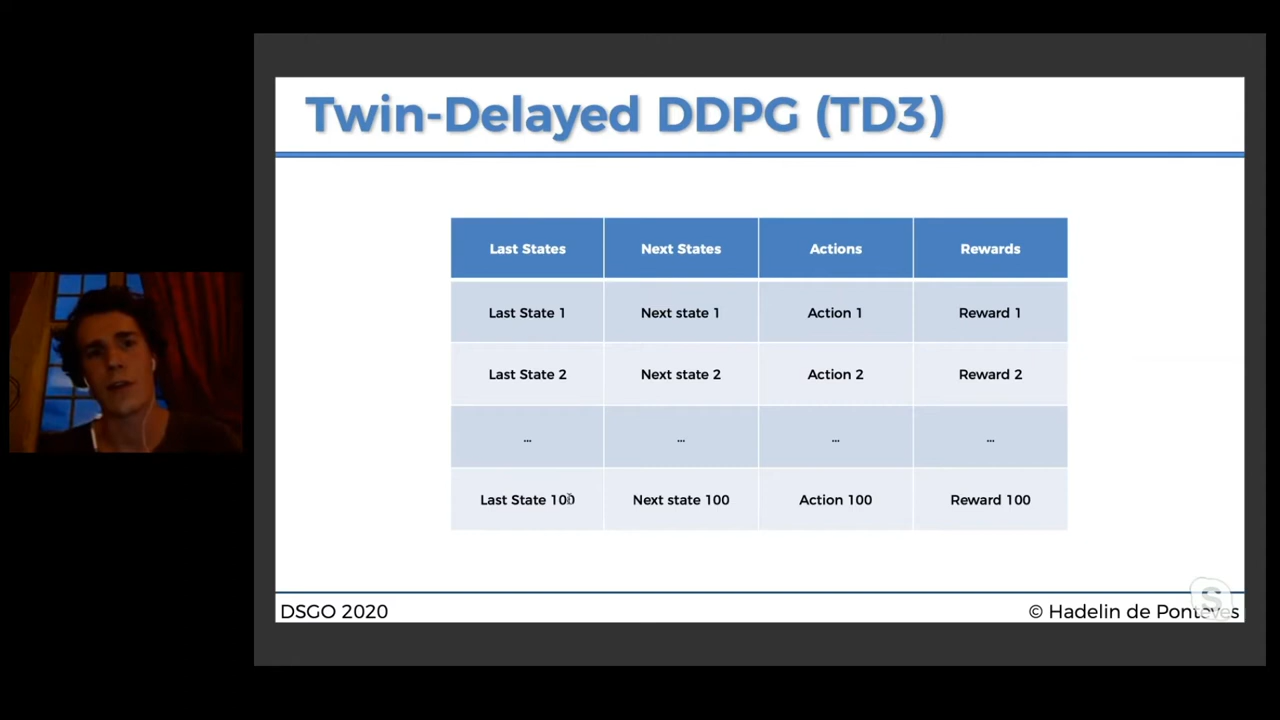 Twin-Delayed DDPG (TD3)
Last States Next States Actions Rewards
Last State 1 Next state 1 Action 1 Reward 1
Last State 2 Next state 2 Action 2 Reward 2
... ... ... ...
Last State 100 Next state 100 Action 100 Reward 100
DSGO 2020 © Hadelin de Ponteves